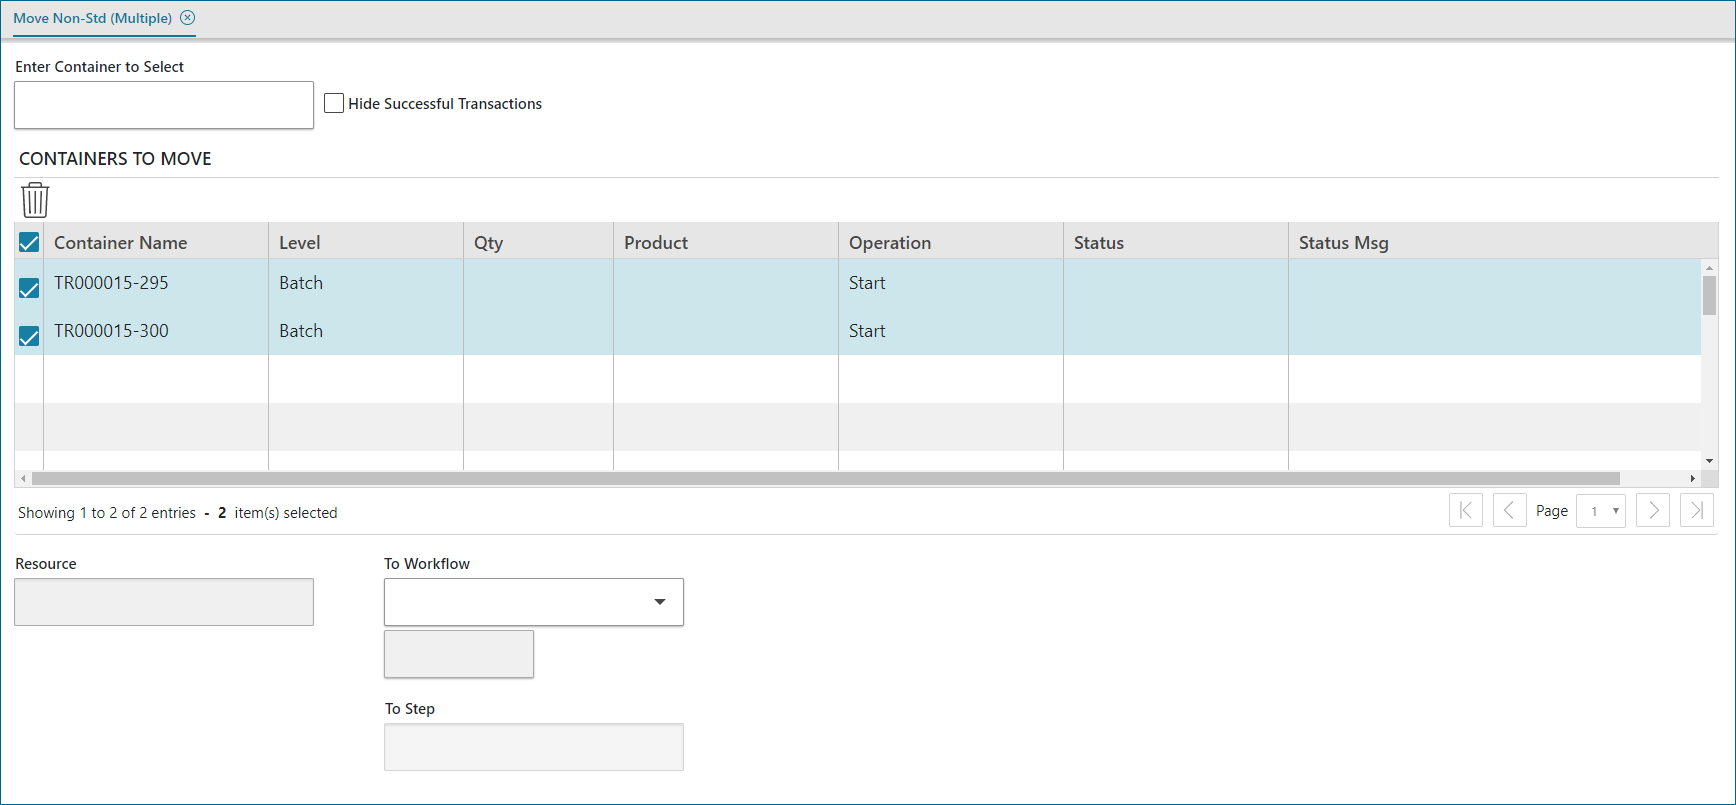 Move Non-Std (Multiple)
Enter Container to Select
Hide Successful Transactions
CONTAINERS TO MOVE
Container Name Level Qty Product Operation Status Status Msg
TR000015-295 Batch Start
TR000015-300 Batch Start
Showing 1 to 2 of 2 entries - 2 item(s) selected
Page 1
Resource To Workflow
To Step